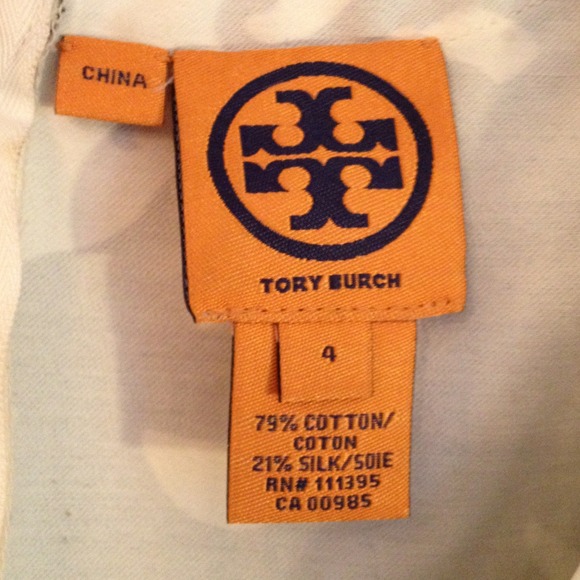 CHINA
TORY BURCH
4
79% COTTON/
COTON
21% SILK/SOIE
RN# 111395
CA 00985